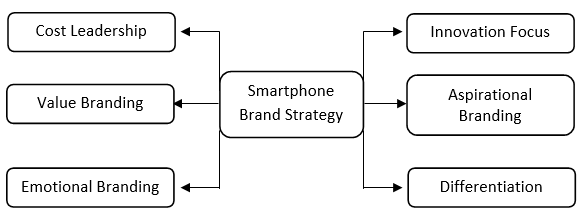 Cost Leadership
Value Branding
Emotional Branding
Smartphone
Brand Strategy
Innovation Focus
Aspirational
Branding
Differentiation